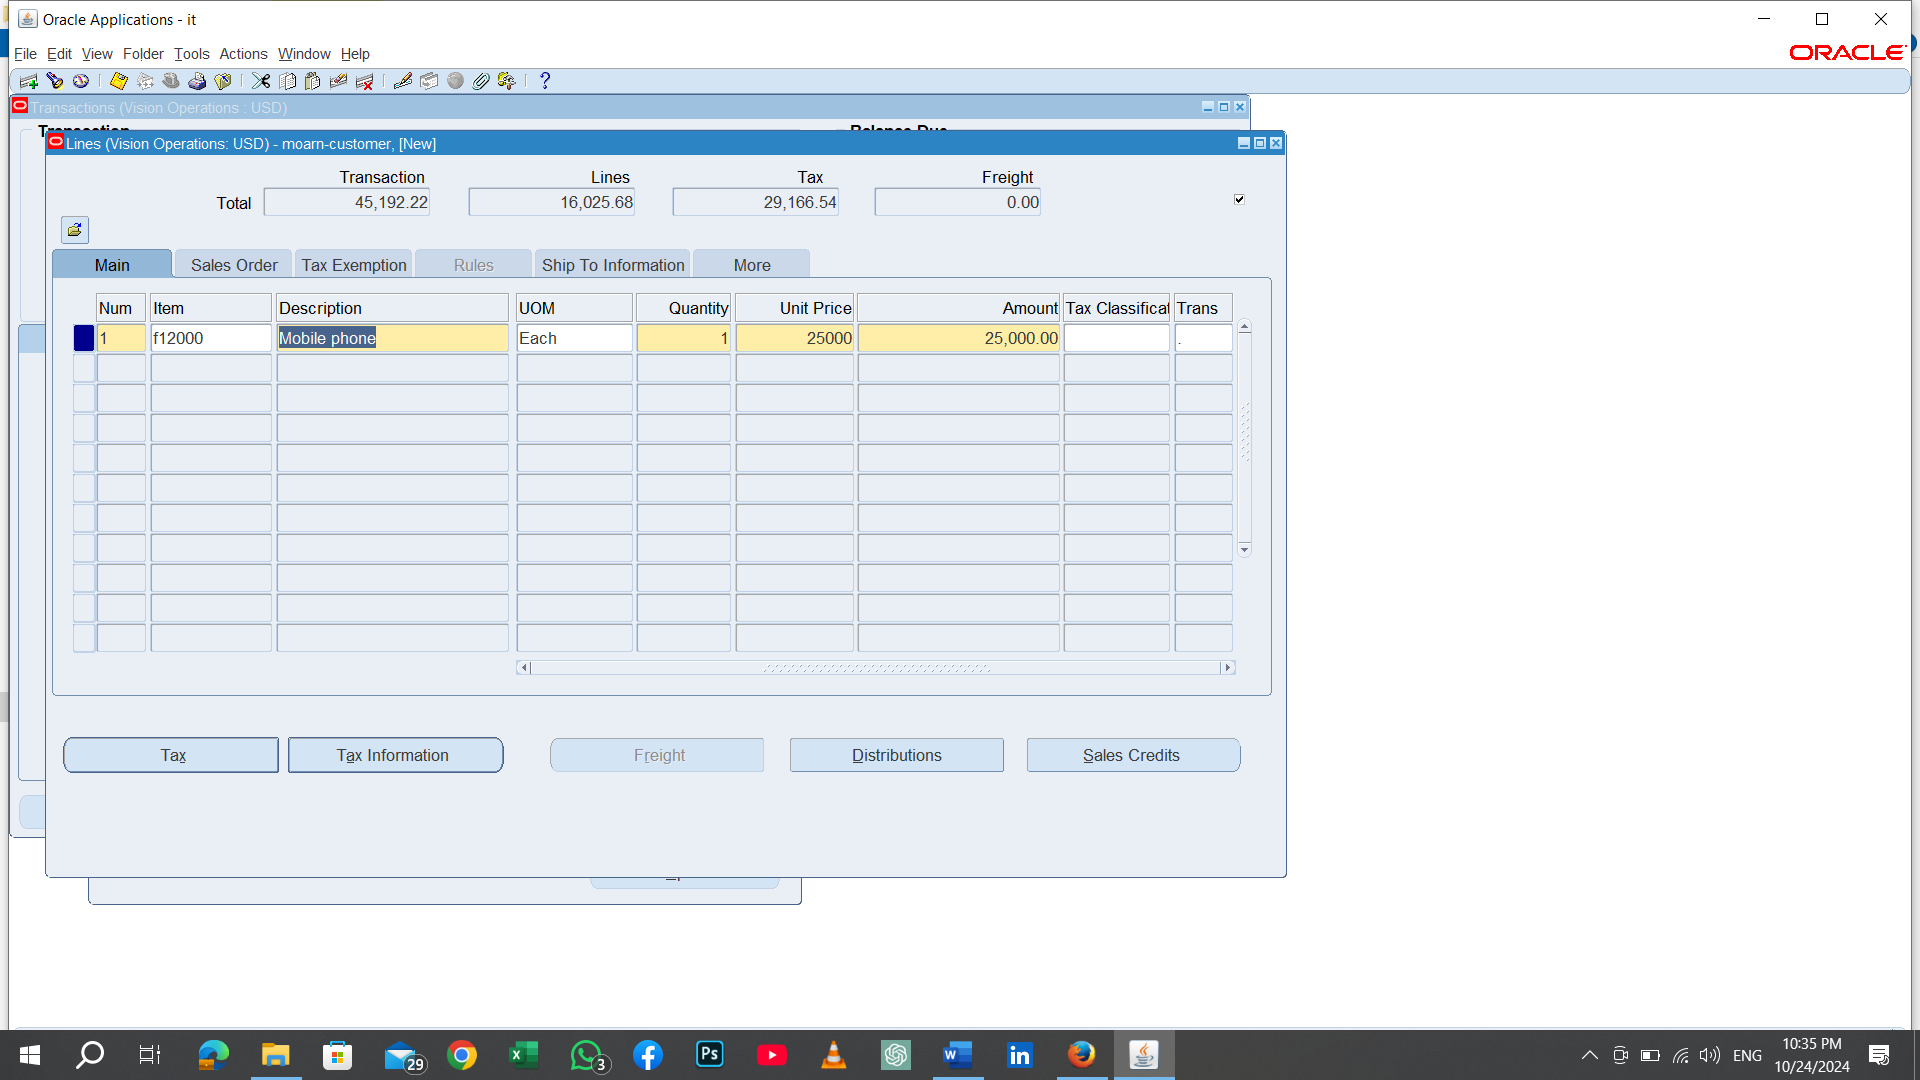 Oracle Applications - it
File Edit View Folder Tools Actions Window Help
ORACLE
Transactions (Vision Operations : USD)
Transaction
Balance Due
Lines (Vision Operations: USD) - moarn-customer, [New]
Transaction Lines Tax Freight
Total 45,192.22 16,025.68 29,166.54 0.00
Main Sales Order Tax Exemption Rules Ship To Information More
Num Item Description UOM Quantity Unit Price Amount Tax Classificat Trans
1 f12000 Mobile phone Each 1 25000 25,000.00 .
Tax Tax Information Freight Distributions Sales Credits
29
3
Ps
ENG
10:35 PM
10/24/2024